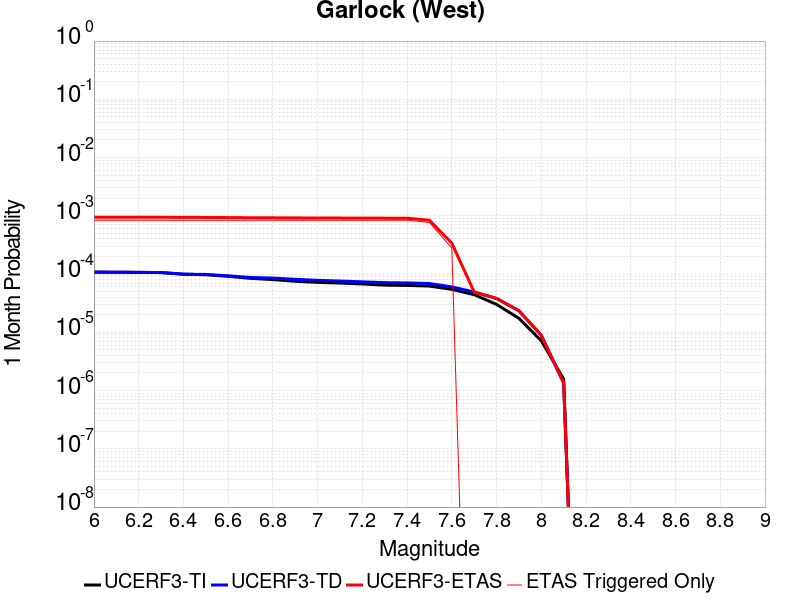 Garlock (West)
10 0
10 -1
10 -2
10 -3
10 -4
10 -5
10 -6
10 -7
10 -8
1 Month Probability
6 6.2 6.4 6.6 6.8 7 7.2 7.4 7.6 7.8 8 8.2 8.4 8.6 8.8 9
Magnitude
UCERF3-TI UCERF3-TD UCERF3-ETAS ETAS Triggered Only